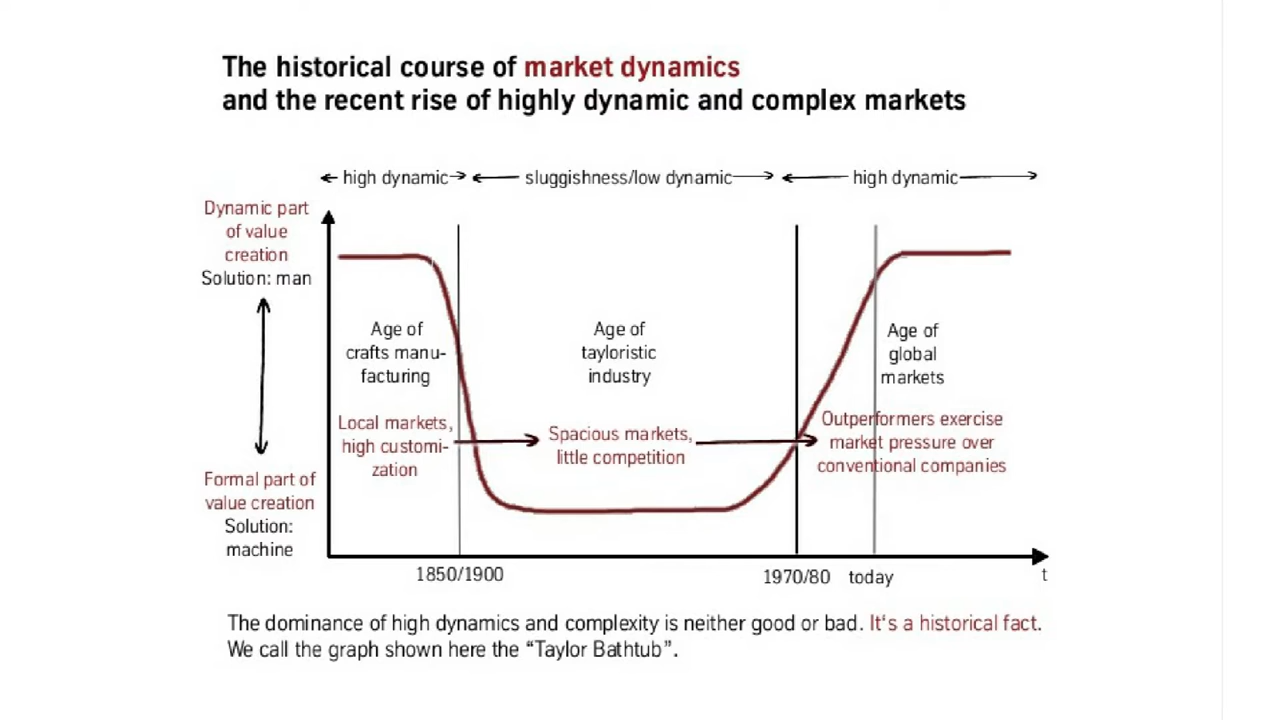 The historical course of market dynamics
and the recent rise of highly dynamic and complex markets
high dynamic
sluggishness/low dynamic
high dynamic
Dynamic part
of value
creation
Solution: man
Formal part of
value creation
Solution:
machine
Age of
crafts manu-
facturing
Local markets,
high customi-
zation
Age of
tayloristic
industry
Spacious markets,
little competition
Age of
global
markets
Outperformers exercise
market pressure over
conventional companies
1850/1900
1970/80
today
t
The dominance of high dynamics and complexity is neither good or bad. It's a historical fact.
We call the graph shown here the “Taylor Bathtub”.